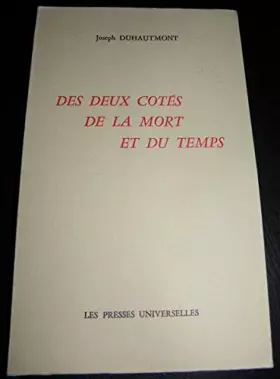 Joseph DUHAUTMONT
DES DEUX COTÉS
DE LA MORT
ET DU TEMPS
LES PRESSES UNIVERSELLES